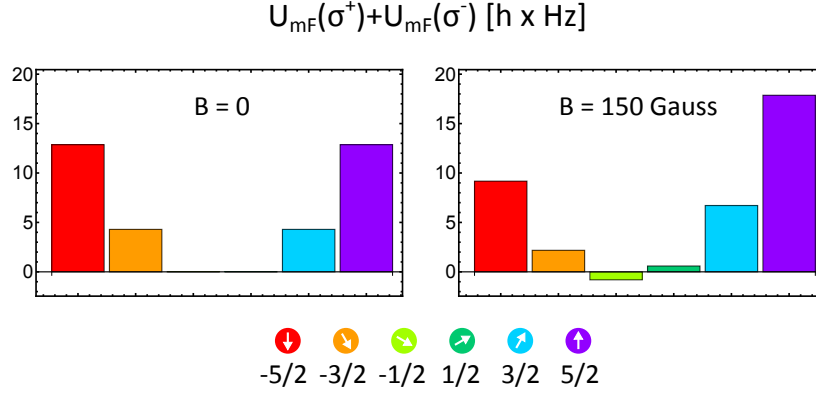 U_mF(σ⁺)+U_mF(σ⁻) [h x Hz]
20
15
10
5
0
B = 0
20
15
10
5
0
B = 150 Gauss
-5/2 -3/2 -1/2 1/2 3/2 5/2